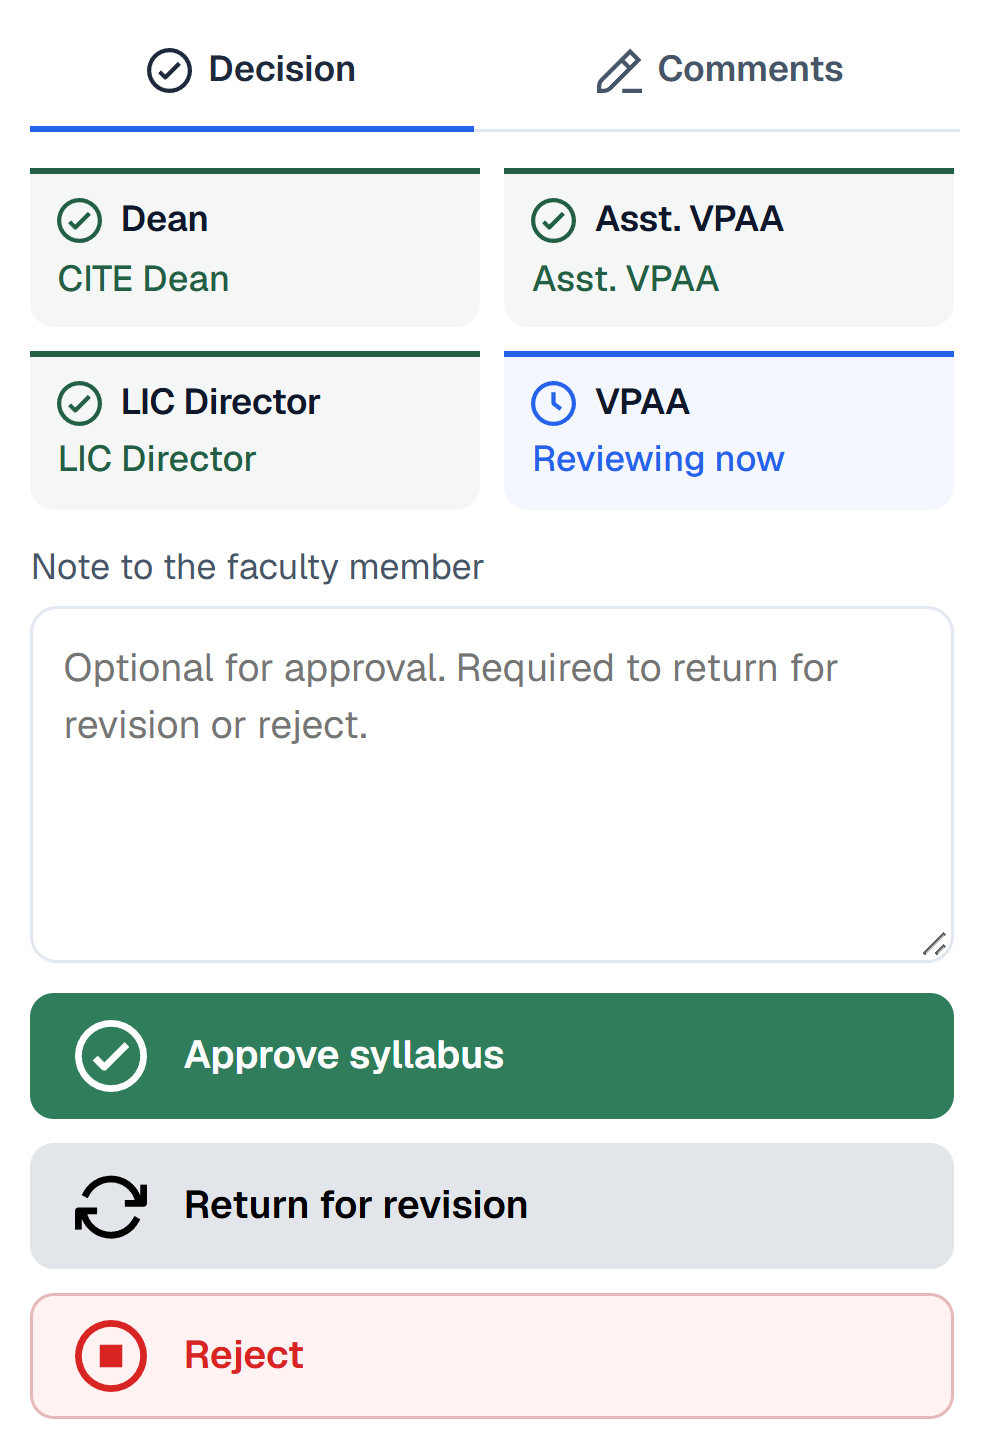 Decision
Comments
Dean
CITE Dean
Asst. VPAA
Asst. VPAA
LIC Director
LIC Director
VPAA
Reviewing now
Note to the faculty member
Optional for approval. Required to return for
revision or reject.
Approve syllabus
Return for revision
Reject